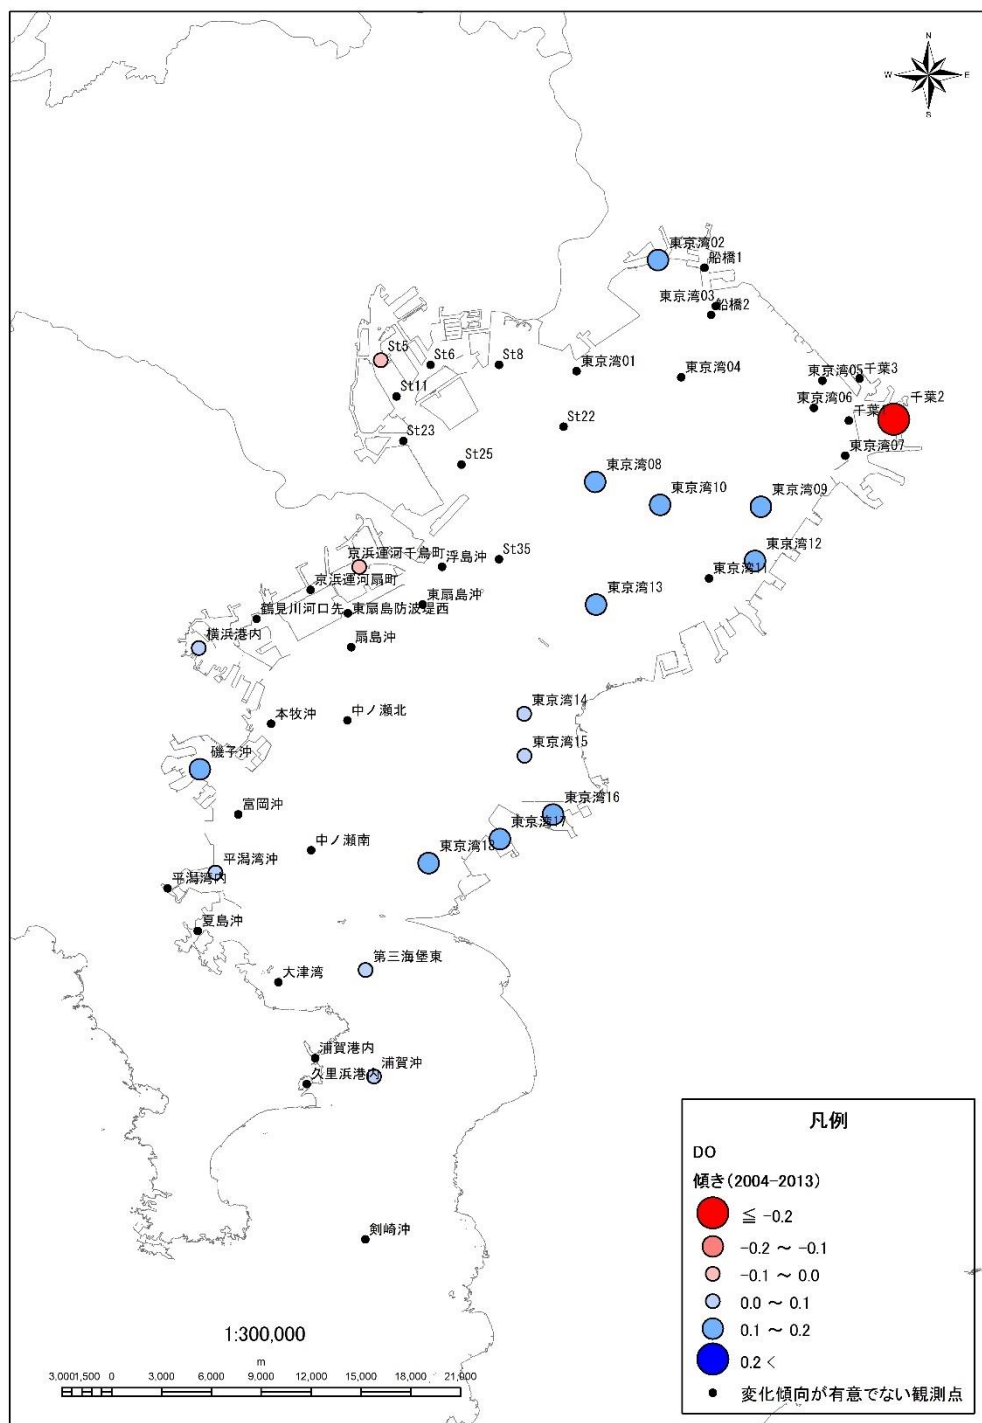 N
W E
S
東京湾02
船橋1
東京湾03
船橋2
St5
St6
St8
東京湾01
東京湾04
東京湾05
千葉3
St11
東京湾06
千葉2
千葉1
St23
St22
東京湾07
St25
東京湾08
東京湾10
東京湾09
京浜運河千鳥町
浮島沖
St35
東京湾12
京浜運河扇町
東京湾11
鶴見川河口先
東扇島防波堤西
東扇島沖
東京湾13
横浜港内
扇島沖
本牧沖
中ノ瀬北
東京湾14
磯子沖
東京湾15
富岡沖
東京湾16
東京湾17
中ノ瀬南
東京湾18
平潟湾沖
平潟湾内
夏島沖
第三海堡東
大津湾
浦賀港内
浦賀沖
久里浜港内
剣崎沖
凡例
DO
傾き(2004-2013)
≦ -0.2
-0.2 ～ -0.1
-0.1 ～ 0.0
0.0 ～ 0.1
0.1 ～ 0.2
0.2 <
変化傾向が有意でない観測点
1:300,000
m
3,0001,500 0 3,000 6,000 9,000 12,000 15,000 18,000 21,000